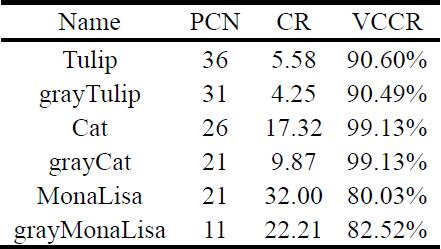 Name PCN CR VCCR
Tulip 36 5.58 90.60%
grayTulip 31 4.25 90.49%
Cat 26 17.32 99.13%
grayCat 21 9.87 99.13%
MonaLisa 21 32.00 80.03%
grayMonaLisa 11 22.21 82.52%